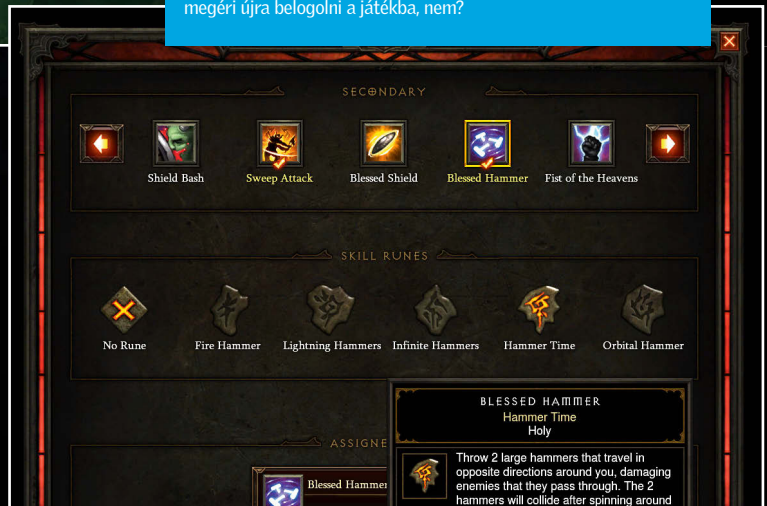 megéri újra belogolni a játékba, nem?
SECONDARY
Shield Bash
Sweep Attack
Blessed Shield
Blessed Hammer
Fist of the Heavens
SKILL RUNES
No Rune
Fire Hammer
Lightning Hammers
Infinite Hammers
Hammer Time
Orbital Hammer
ASSIGNE
Blessed Hammer
BLESSED HAMMER
Hammer Time
Holy
Throw 2 large hammers that travel in
opposite directions around you, damaging
enemies that they pass through. The 2
hammers will collide after spinning around